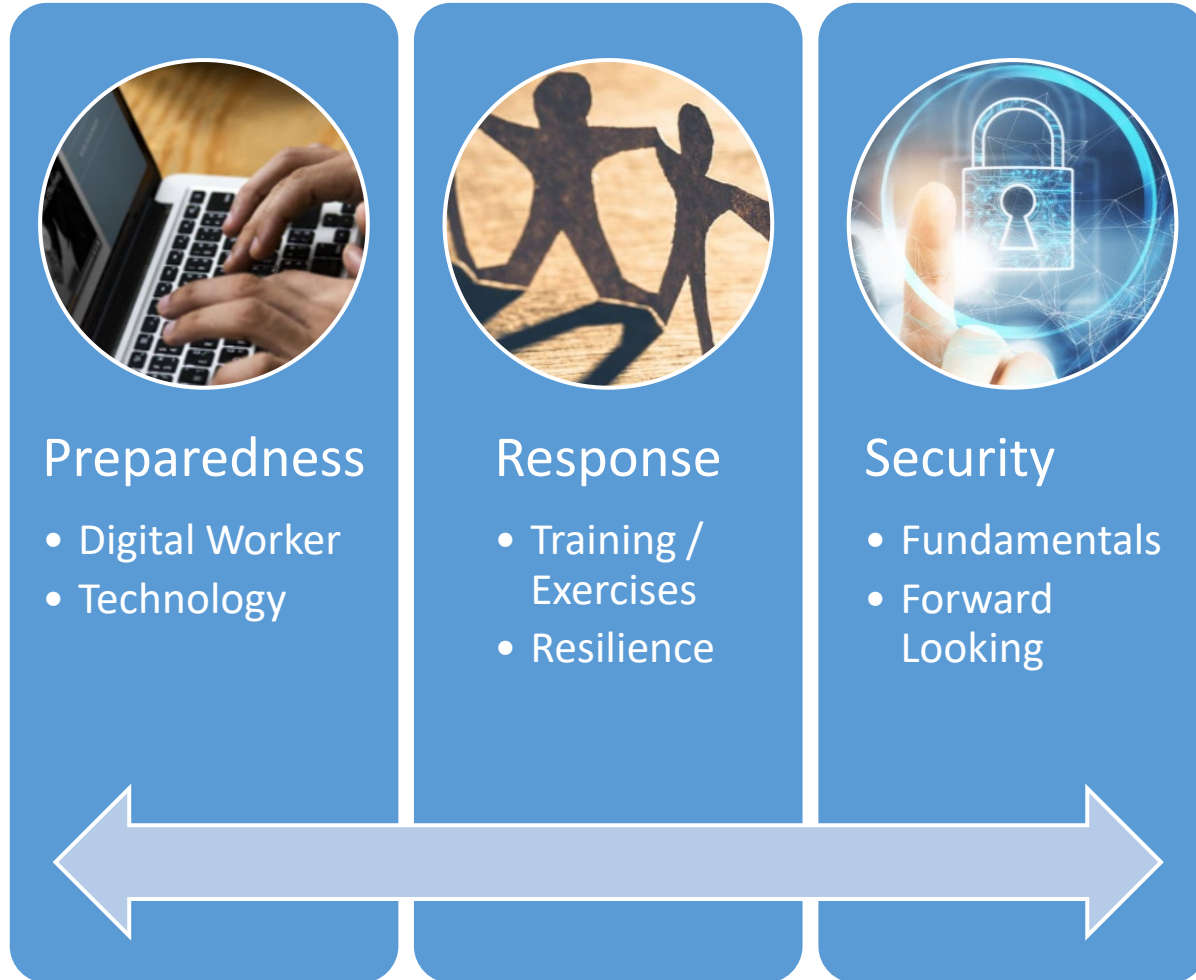 Preparedness
• Digital Worker
• Technology
Response
• Training /
Exercises
• Resilience
Security
• Fundamentals
• Forward
Looking